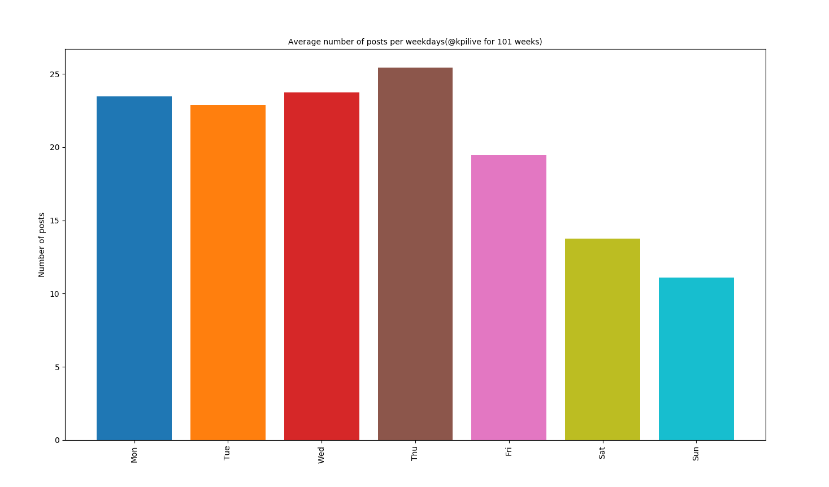 Average number of posts per weekdays(@kpilive for 101 weeks)
Number of posts
25
20
15
10
5
0
Mon
Tue
Wed
Thu
Fri
Sat
Sun